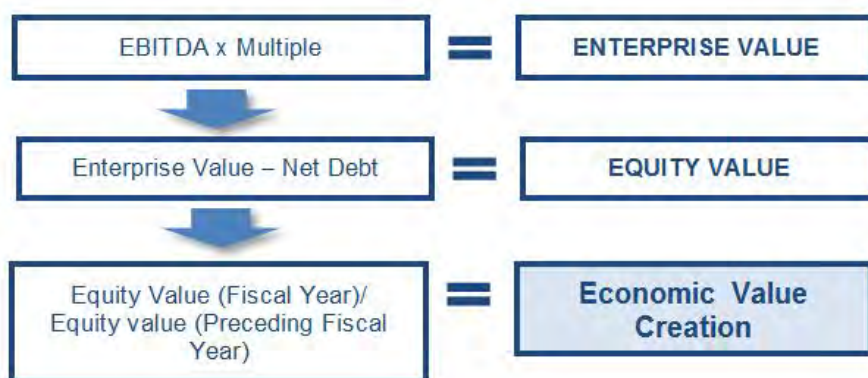 EBITDA x Multiple
=
ENTERPRISE VALUE
Enterprise Value – Net Debt
=
EQUITY VALUE
Equity Value (Fiscal Year)/
Equity value (Preceding Fiscal
Year)
=
Economic Value
Creation